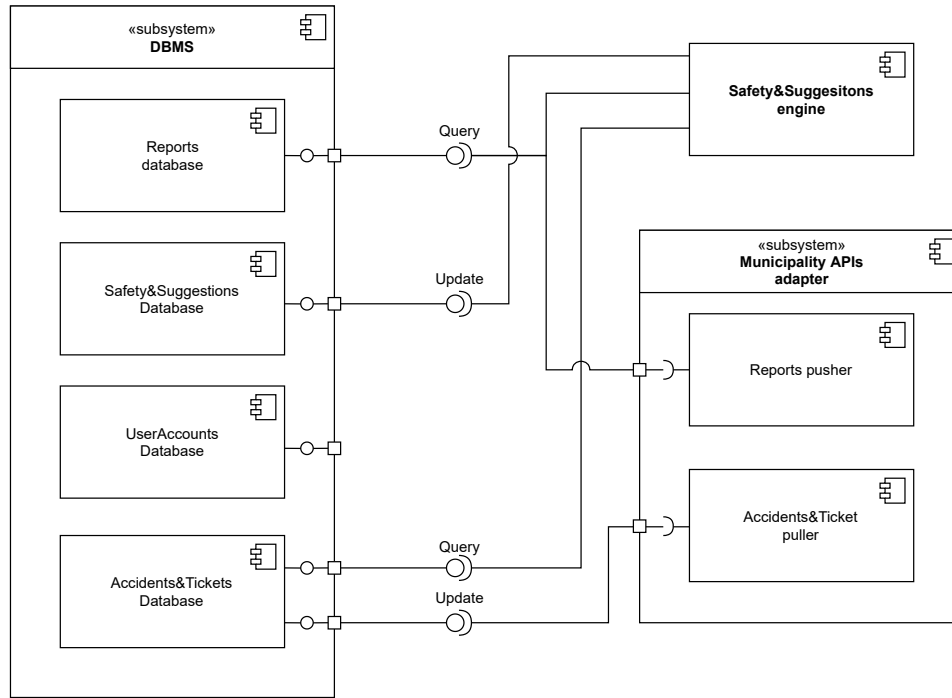 «subsystem»
DBMS
Reports
database
Safety&Suggestions
Database
UserAccounts
Database
Accidents&Tickets
Database
Query
Update
Query
Update
Safety&Suggesitons
engine
«subsystem»
Municipality APIs
adapter
Reports pusher
Accidents&Ticket
puller